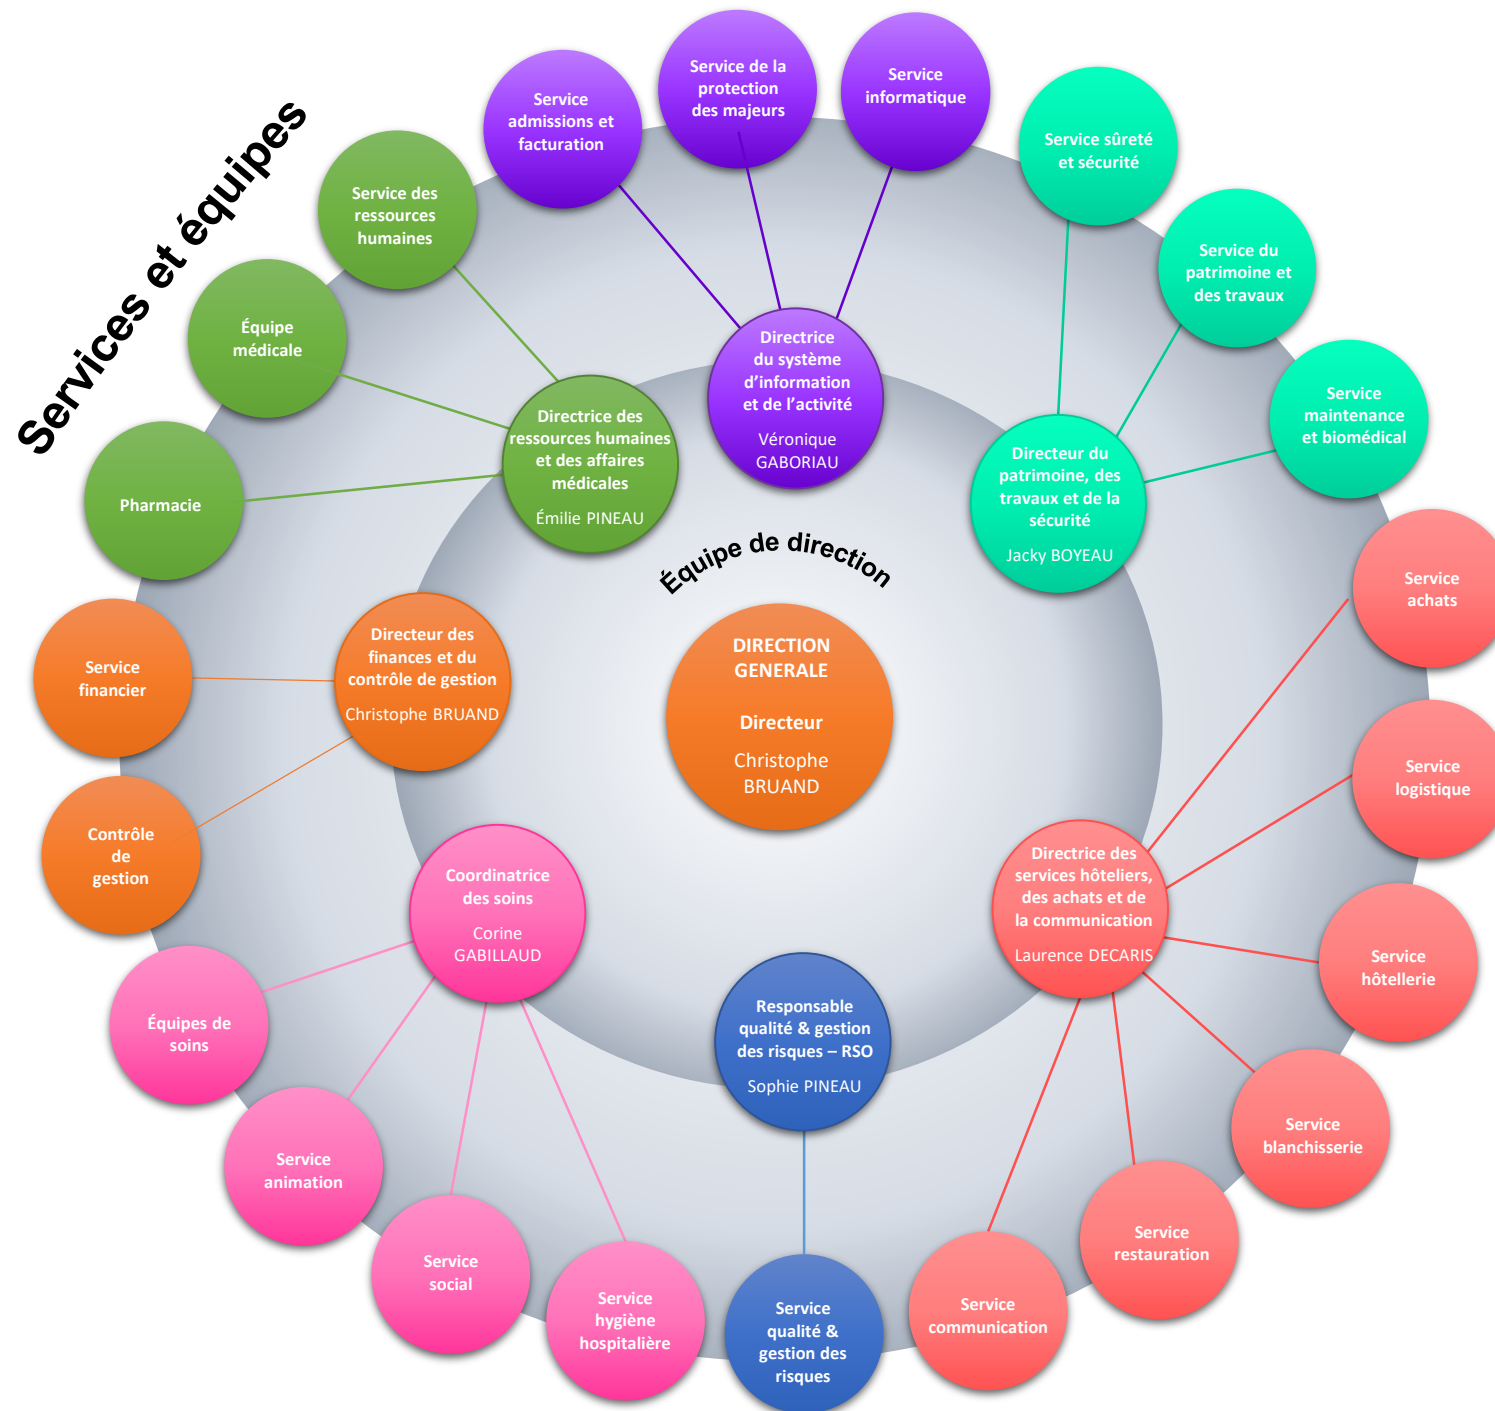 Services et équipes
Équipe de direction
DIRECTION
GENERALE
Directeur
Christophe
BRUAND
Directrice
du système
d’information
et de l’activité
Véronique
GABORIAU
Service
admissions et
facturation
Service de la
protection
des majeurs
Service
informatique
Directeur du
patrimoine, des
travaux et de la
sécurité
Jacky BOYEAU
Service sûreté
et sécurité
Service du
patrimoine et
des travaux
Service
maintenance
et biomédical
Directrice des
services hôteliers,
des achats et de
la communication
Laurence DECARIS
Service
achats
Service
logistique
Service
hôtellerie
Service
blanchisserie
Service
restauration
Service
communication
Responsable
qualité & gestion
des risques – RSO
Sophie PINEAU
Service
qualité &
gestion des
risques
Coordinatrice
des soins
Corine
GABILLAUD
Service
hygiène
hospitalière
Service
social
Service
animation
Équipes de
soins
Directeur des
finances et du
contrôle de gestion
Christophe BRUAND
Contrôle
de
gestion
Service
financier
Directrice des
ressources humaines
et des affaires
médicales
Émilie PINEAU
Pharmacie
Équipe
médicale
Service des
ressources
humaines